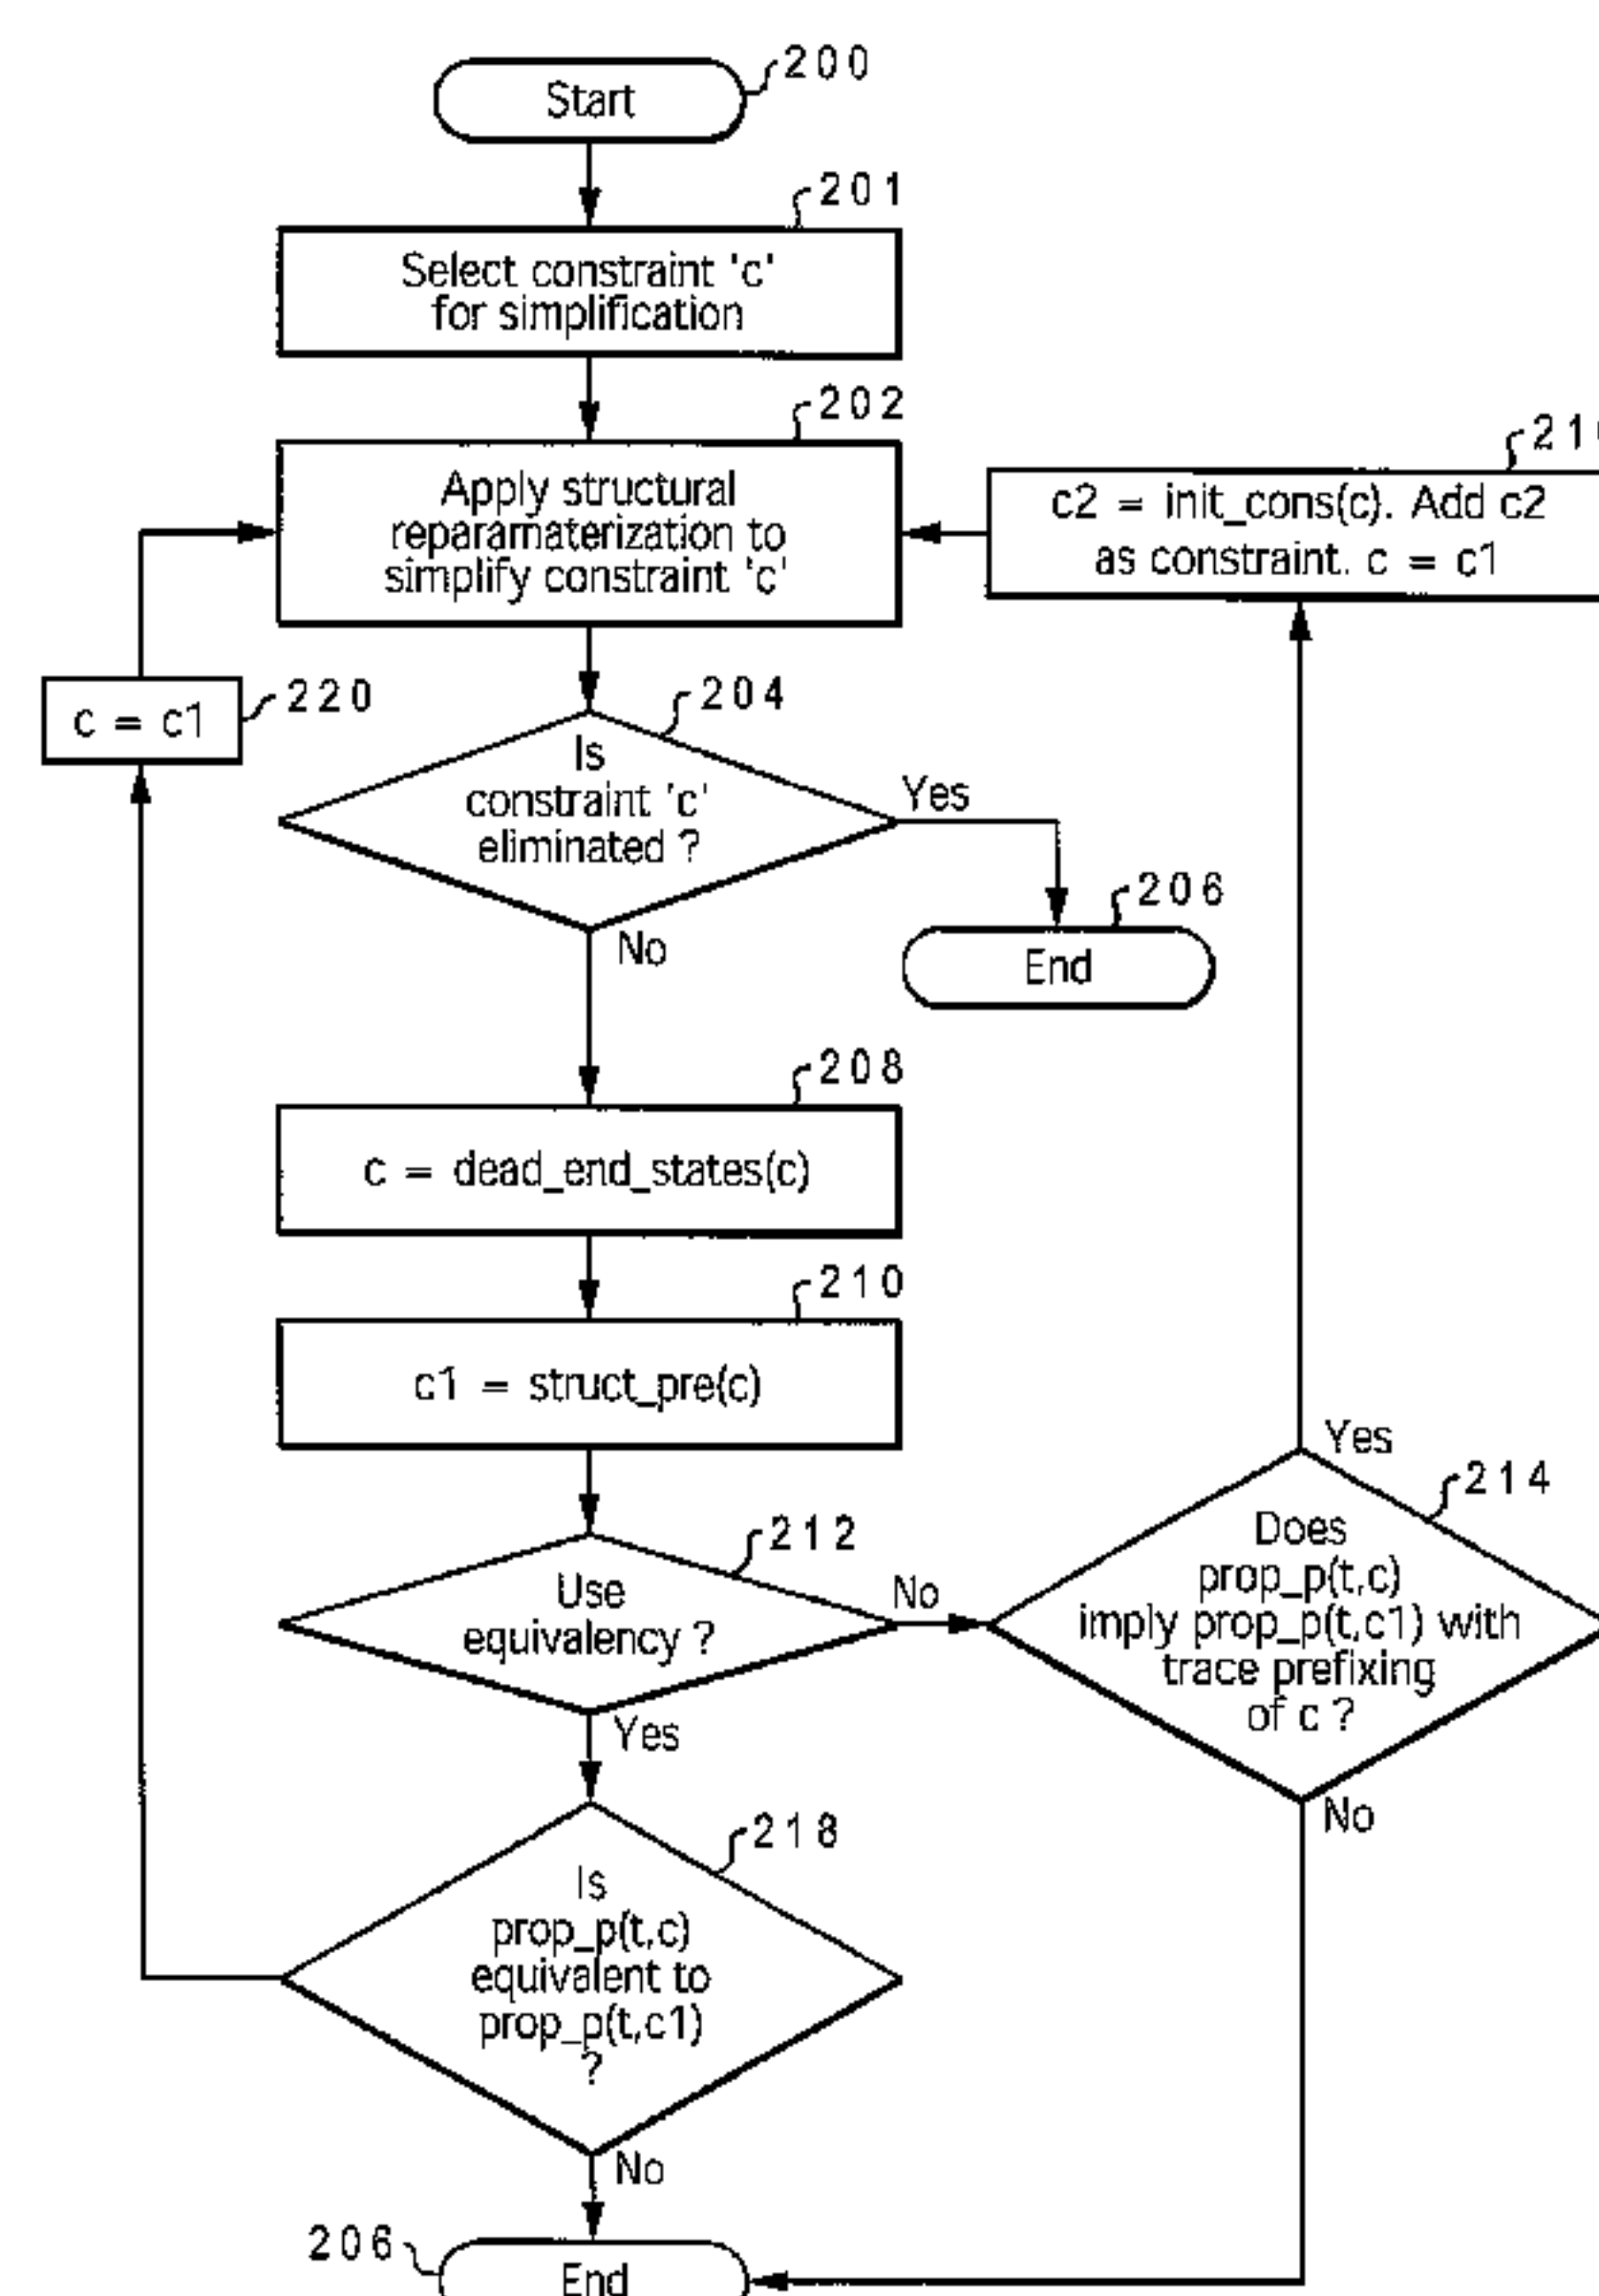 200
Start
201
Select constraint 'c'
for simplification
202
Apply structural
reparamaterization to
simplify constraint 'c'
c2 = init_cons(c). Add c2
as constraint. c = c1
220
c = c1
204
Is
constraint 'c'
eliminated ?
Yes
No
206
End
208
c = dead_end_states(c)
210
c1 = struct_pre(c)
212
Use
equivalency ?
No
Yes
Yes
214
Does
prop_p(t,c)
imply prop_p(t,c1) with
trace prefixing
of c ?
No
218
Is
prop_p(t,c)
equivalent to
prop_p(t,c1)
?
No
206
End